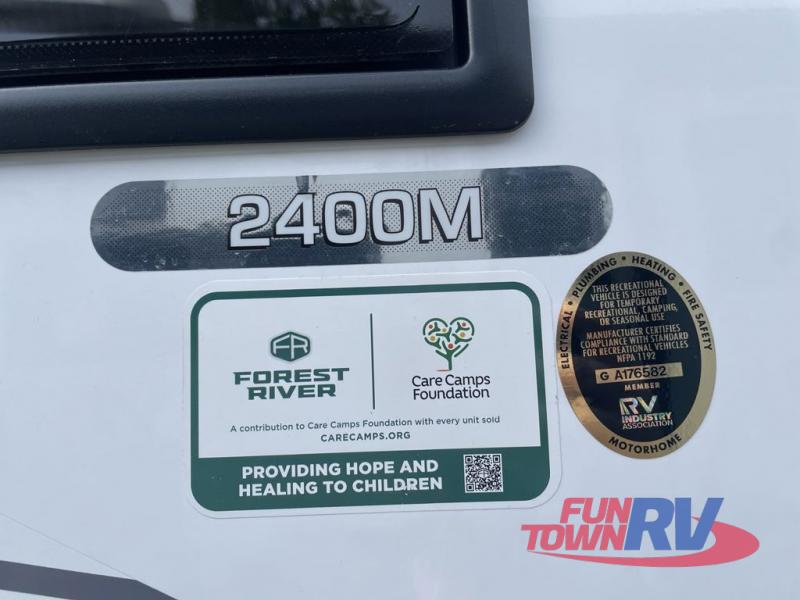 2400M
FR
FOREST
RIVER
Care Camps
Foundation
A contribution to Care Camps Foundation with every unit sold
CARECAMPS.ORG
PROVIDING HOPE AND
HEALING TO CHILDREN
ELECTRICAL • PLUMBING • HEATING • FIRE SAFETY
THIS RECREATIONAL
VEHICLE IS DESIGNED
FOR TEMPORARY
RECREATIONAL, CAMPING,
OR SEASONAL USE
MANUFACTURER CERTIFIES
COMPLIANCE WITH STANDARD
FOR RECREATIONAL VEHICLES
NFPA 1192
G A176582
MEMBER
RV
INDUSTRY
ASSOCIATION
MOTORHOME
FUN
TOWN RV